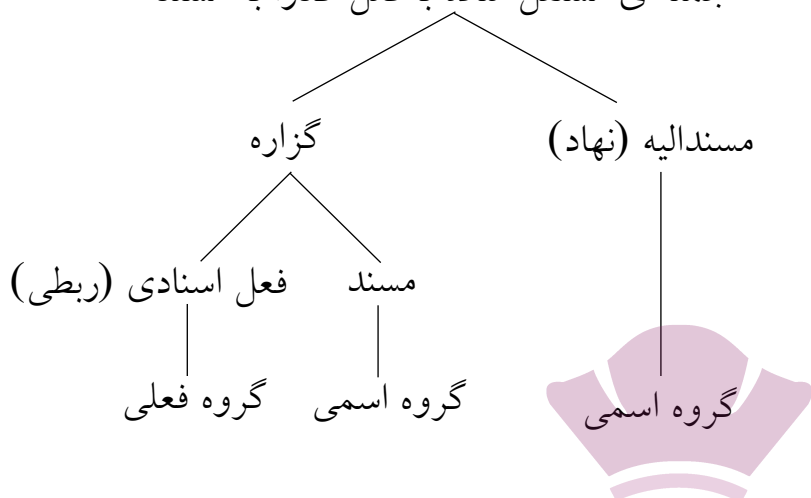 مسندالیه (نهاد) گزاره
مسند فعل اسنادی (ربطی)
گروه اسمی گروه اسمی گروه فعلی